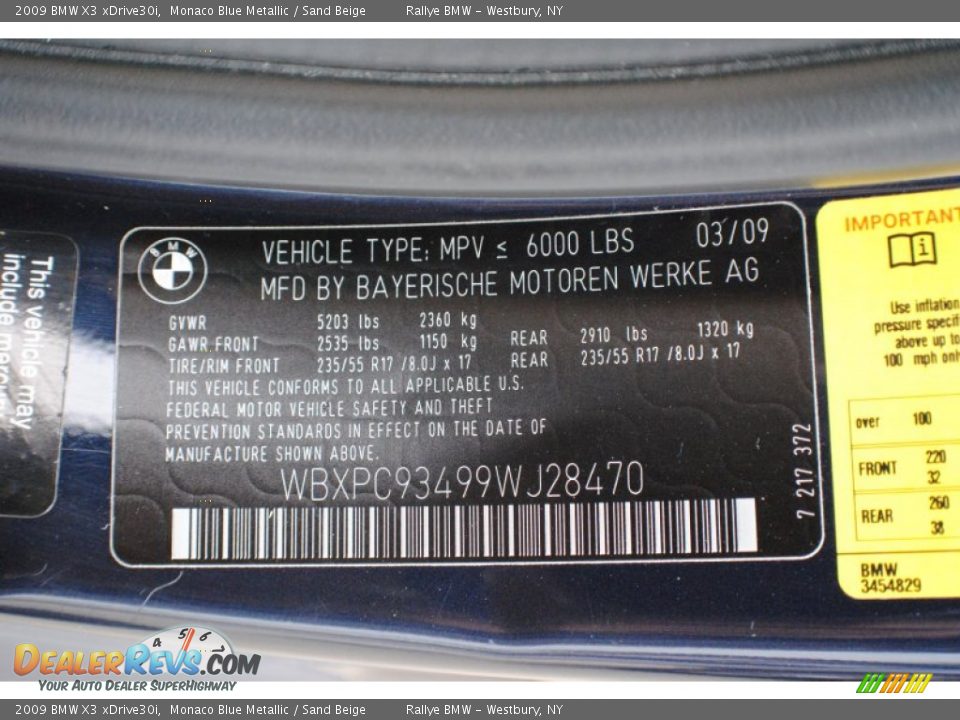 2009 BMW X3 xDrive30i, Monaco Blue Metallic / Sand Beige Rallye BMW - Westbury, NY
This vehicle may
include
BMW
VEHICLE TYPE: MPV ≤ 6000 LBS 03/09
MFD BY BAYERISCHE MOTOREN WERKE AG
GVWR 5203 lbs 2360 kg
GAWR FRONT 2535 lbs 1150 kg REAR 2910 lbs 1320 kg
TIRE/RIM FRONT 235/55 R17 /8.0J x 17 REAR 235/55 R17 /8.0J x 17
THIS VEHICLE CONFORMS TO ALL APPLICABLE U.S.
FEDERAL MOTOR VEHICLE SAFETY AND THEFT
PREVENTION STANDARDS IN EFFECT ON THE DATE OF
MANUFACTURE SHOWN ABOVE.
WBXPC93499WJ28470
7 217 372
IMPORTANT
Use inflation
pressure
above up to
100 mph only
over 100
FRONT 220
32
REAR 260
38
BMW
3454829
4 5 6
DEALERREVS.COM
YOUR AUTO DEALER SUPERHIGHWAY
2009 BMW X3 xDrive30i, Monaco Blue Metallic / Sand Beige Rallye BMW - Westbury, NY